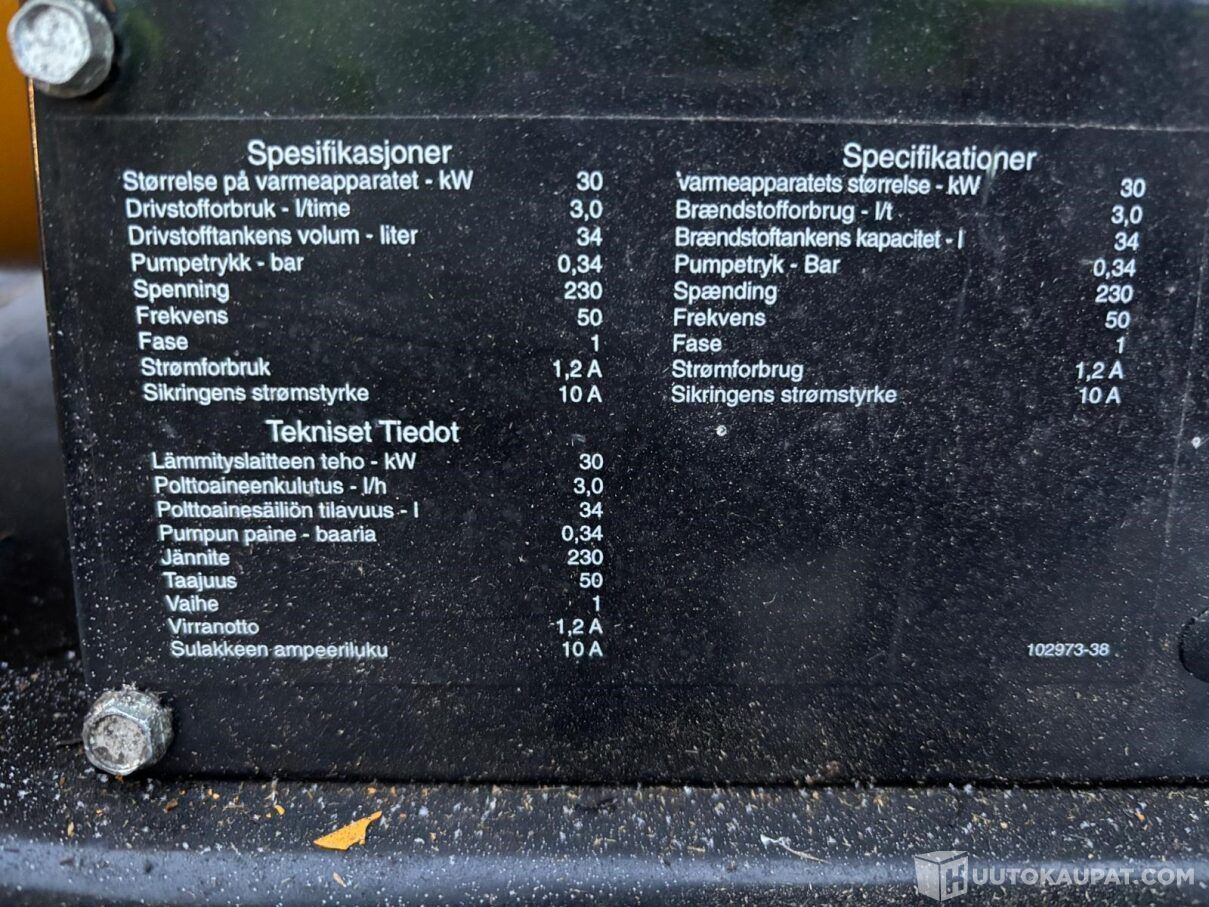 Spesifikasjoner
Størrelse på varmeapparatet - kW 30
Drivstofforbruk - l/time 3,0
Drivstofftankens volum - liter 34
Pumpetrykk - bar 0,34
Spenning 230
Frekvens 50
Fase 1
Strømforbruk 1,2 A
Sikringens strømstyrke 10 A
Tekniset Tiedot
Lämmityslaitteen teho - kW 30
Polttoaineenkulutus - l/h 3,0
Polttoainesäiliön tilavuus - l 34
Pumpun paine - baaria 0,34
Jännite 230
Taajuus 50
Vaihe 1
Virranotto 1,2 A
Sulakkeen ampeeriluku 10 A
Specifikationer
Varmeapparatets størrelse - kW 30
Brændstofforbrug - l/t 3,0
Brændstoftankens kapacitet - l 34
Pumpetryk - Bar 0,34
Spænding 230
Frekvens 50
Fase 1
Strømforbrug 1,2 A
Sikringens strømstyrke 10 A
102973-38
HUUTOKAUPAT.COM